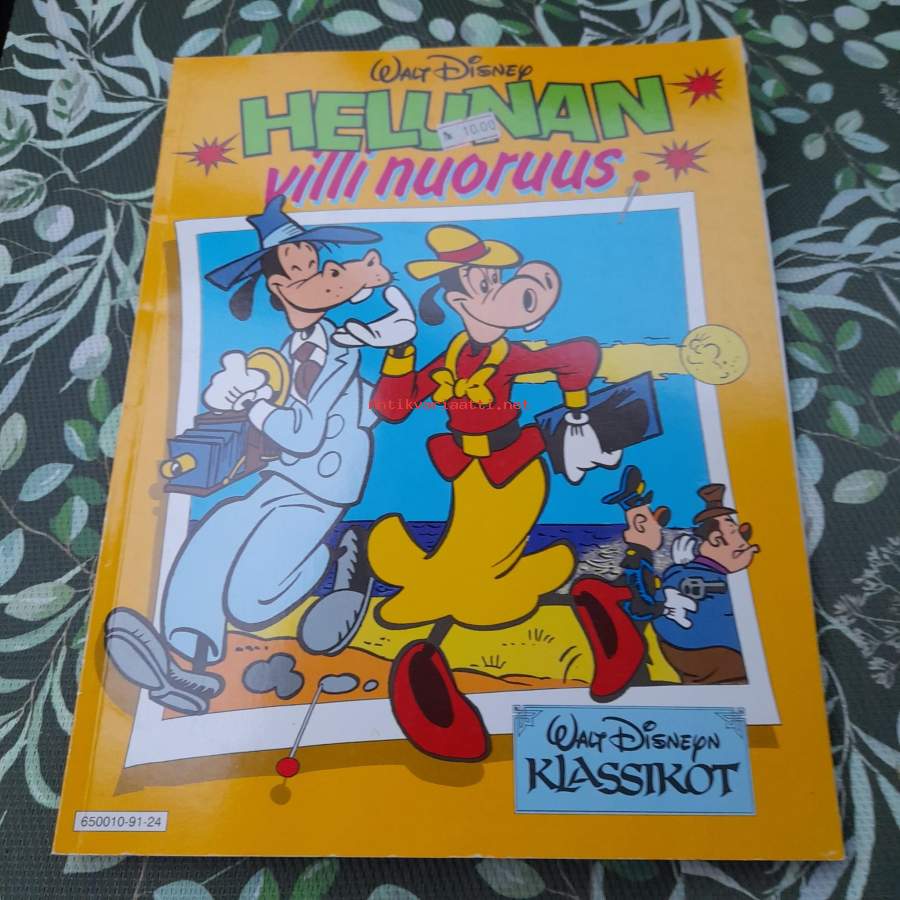 WALT DISNEY
HELUNAN
villi nuoruus
10.00
antikvariaatti.net
WALT DISNEYN
KLASSIKOT
650010-91-24